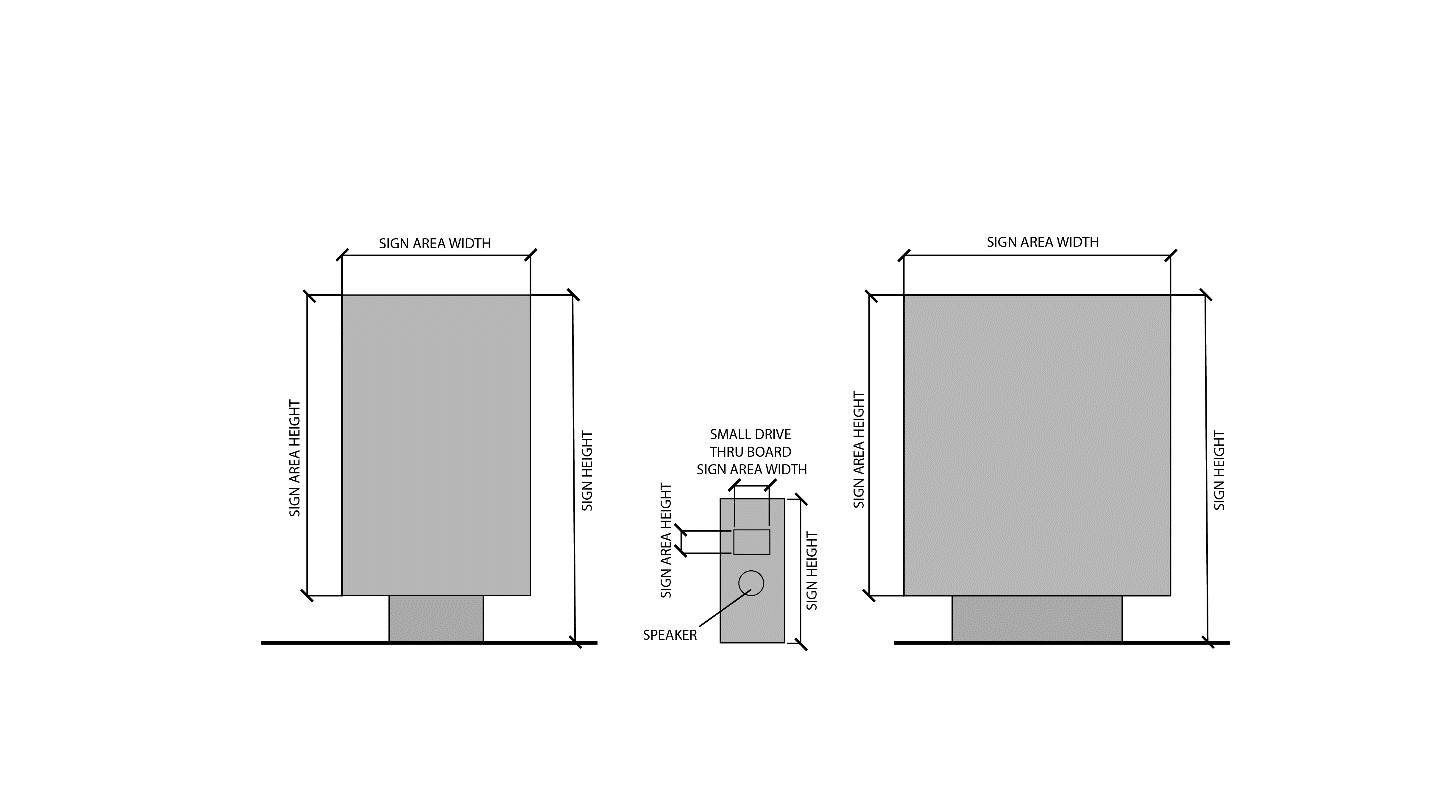 SIGN AREA WIDTH
SIGN AREA HEIGHT
SIGN HEIGHT
SMALL DRIVE
THRU BOARD
SIGN AREA WIDTH
SIGN AREA HEIGHT
SIGN HEIGHT
SPEAKER
SIGN AREA WIDTH
SIGN AREA HEIGHT
SIGN HEIGHT